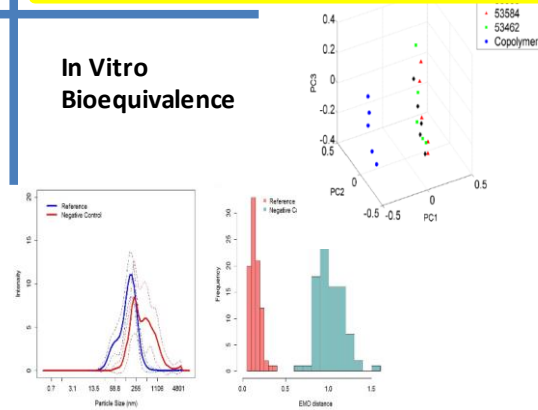 In Vitro
Bioequivalence
53584
53462
Copolymer
0.4
0.2
0
-0.2
-0.4
PC3
0.5
0
-0.5
PC2
-0.5
0
0.5
PC1
Reference
Negative Control
20
15
10
5
0
Intensity
0.7 3.1 13.5 58.8 255 1106 4801
Particle Size (nm)
Reference
Negative C
30
25
20
15
10
5
0
Frequency
0.0 0.5 1.0 1.5
EMD distance